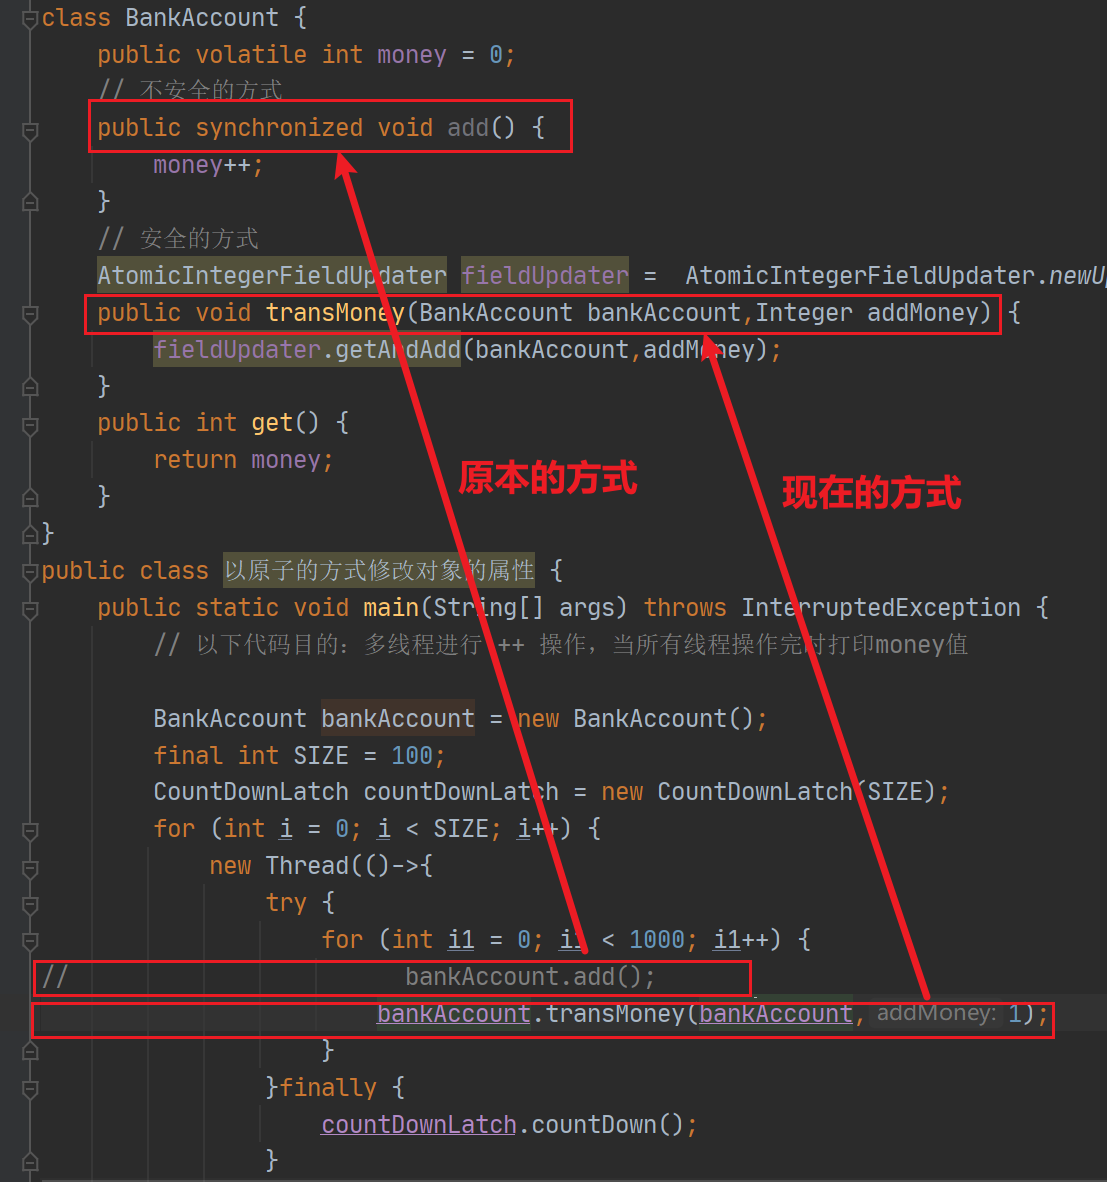 class BankAccount {
public volatile int money = 0;
// 不安全的方式
public synchronized void add() {
money++;
}
// 安全的方式
AtomicIntegerFieldUpdater fieldUpdater = AtomicIntegerFieldUpdater.newUp
public void transMoney(BankAccount bankAccount,Integer addMoney) {
fieldUpdater.getAndAdd(bankAccount,addMoney);
}
public int get() {
return money;
原本的方式
现在的方式
}
}
public class 以原子的方式修改对象的属性 {
public static void main(String[] args) throws InterruptedException {
// 以下代码目的：多线程进行 ++ 操作，当所有线程操作完时打印money值
BankAccount bankAccount = new BankAccount();
final int SIZE = 100;
CountDownLatch countDownLatch = new CountDownLatch(SIZE);
for (int i = 0; i < SIZE; i++) {
new Thread(()->{
try {
for (int i1 = 0; i1 < 1000; i1++) {
// bankAccount.add();
bankAccount.transMoney(bankAccount, addMoney: 1);
}
}finally {
countDownLatch.countDown();
}